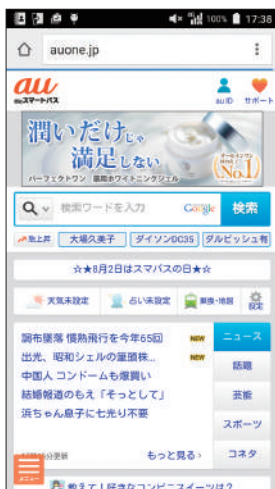 100% 17:38
auone.jp
au
auスマートパス
au ID サポート
潤いだけじゃ
満足しない
パーフェクトワン 薬用ホワイトニングジェル
No.1
検索ワードを入力 Google 検索
急上昇 大場久美子 ダイソンDC35 ダルビッシュ有
☆★8月2日はスマパスの日★☆
天気未設定 占い未設定 乗換・地図 設定
調布墜落 慣熟飛行を今年65回 NEW
出光、昭和シェルの筆頭株... NEW
中国人 コンドームも爆買い
結婚報道のもえ「そっとして」
浜ちゃん息子に七光り不要
ニュース
話題
芸能
スポーツ
コネタ
分更新 もっと見る
メニュー
教えて!好きなコンビニスイーツは?